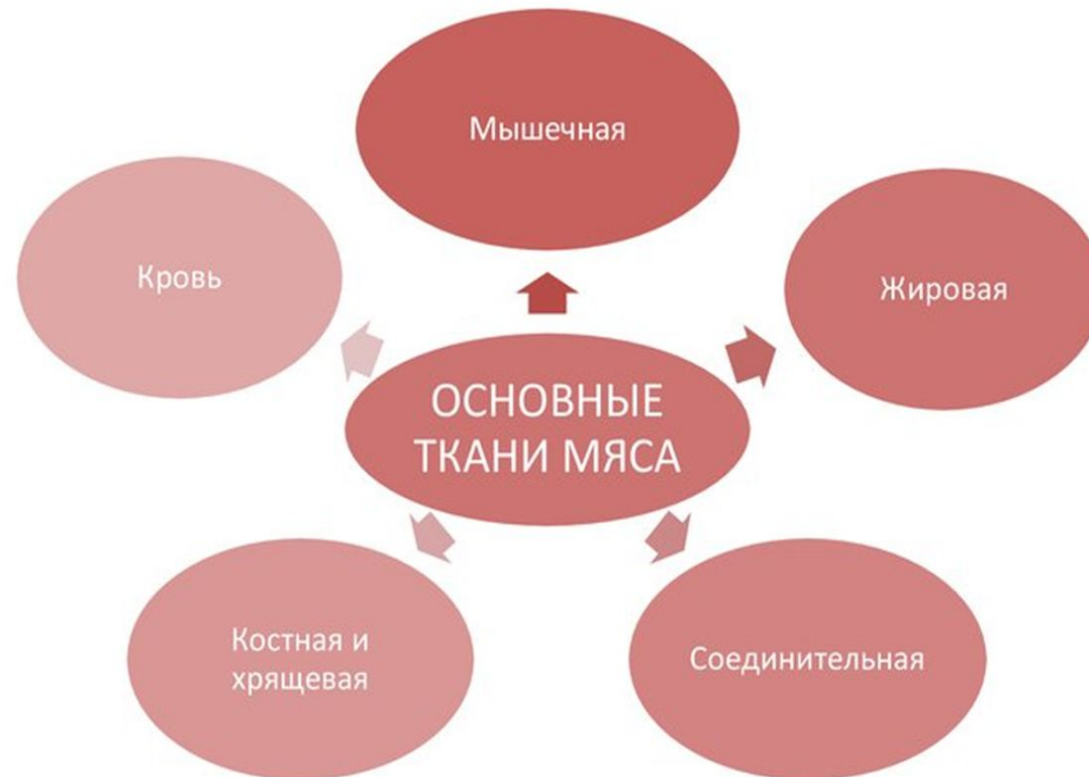 Мышечная
Кровь
Жировая
ОСНОВНЫЕ
ТКАНИ МЯСА
Костная и
хрящевая
Соединительная